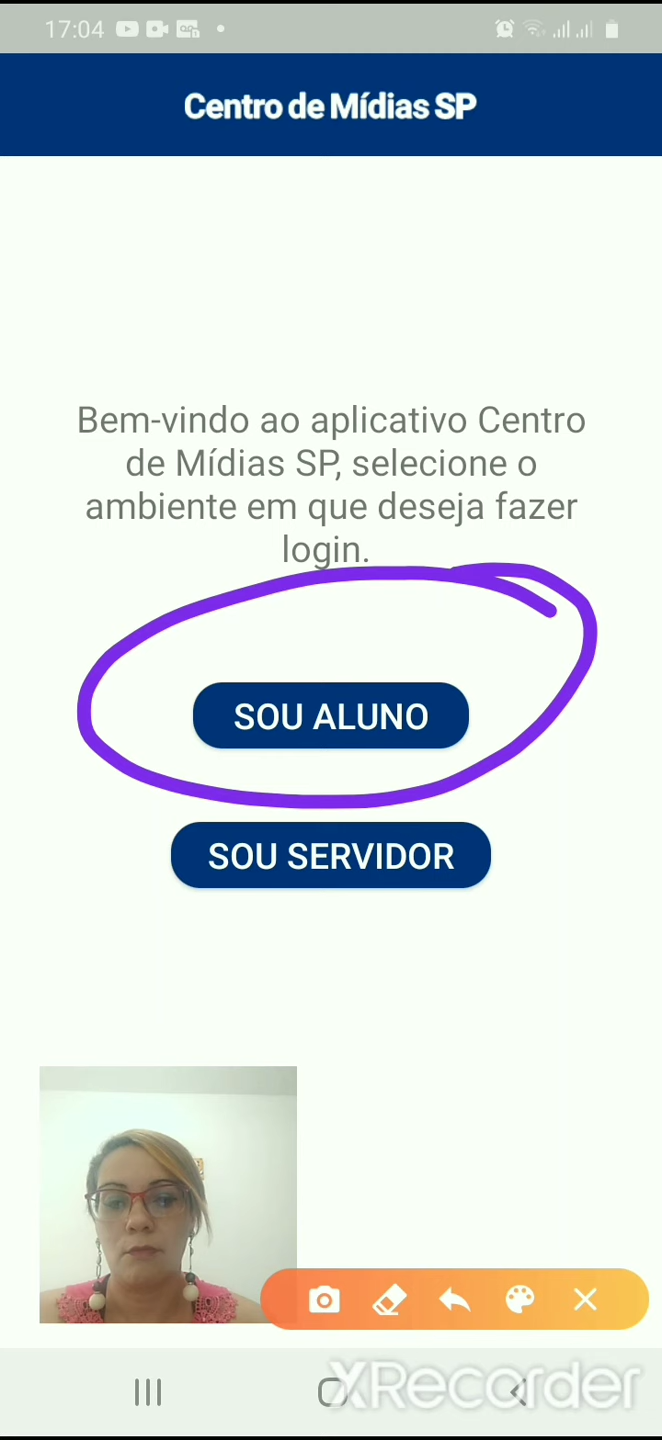 17:04
Centro de Mídias SP
Bem-vindo ao aplicativo Centro
de Mídias SP, selecione o
ambiente em que deseja fazer
login.
SOU ALUNO
SOU SERVIDOR
XRecorder